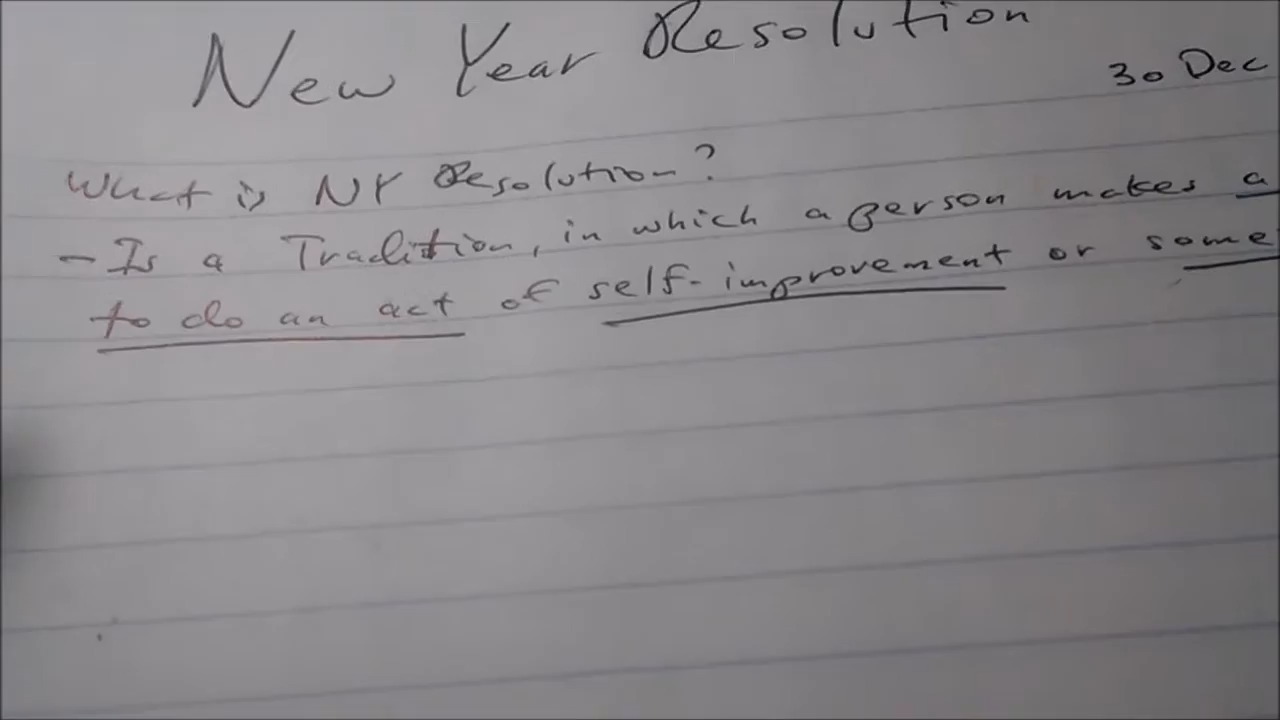 New Year Resolution
30 Dec
What is NY Resolution?
- Is a Tradition, in which a person makes a
to do an act of self-improvement or some